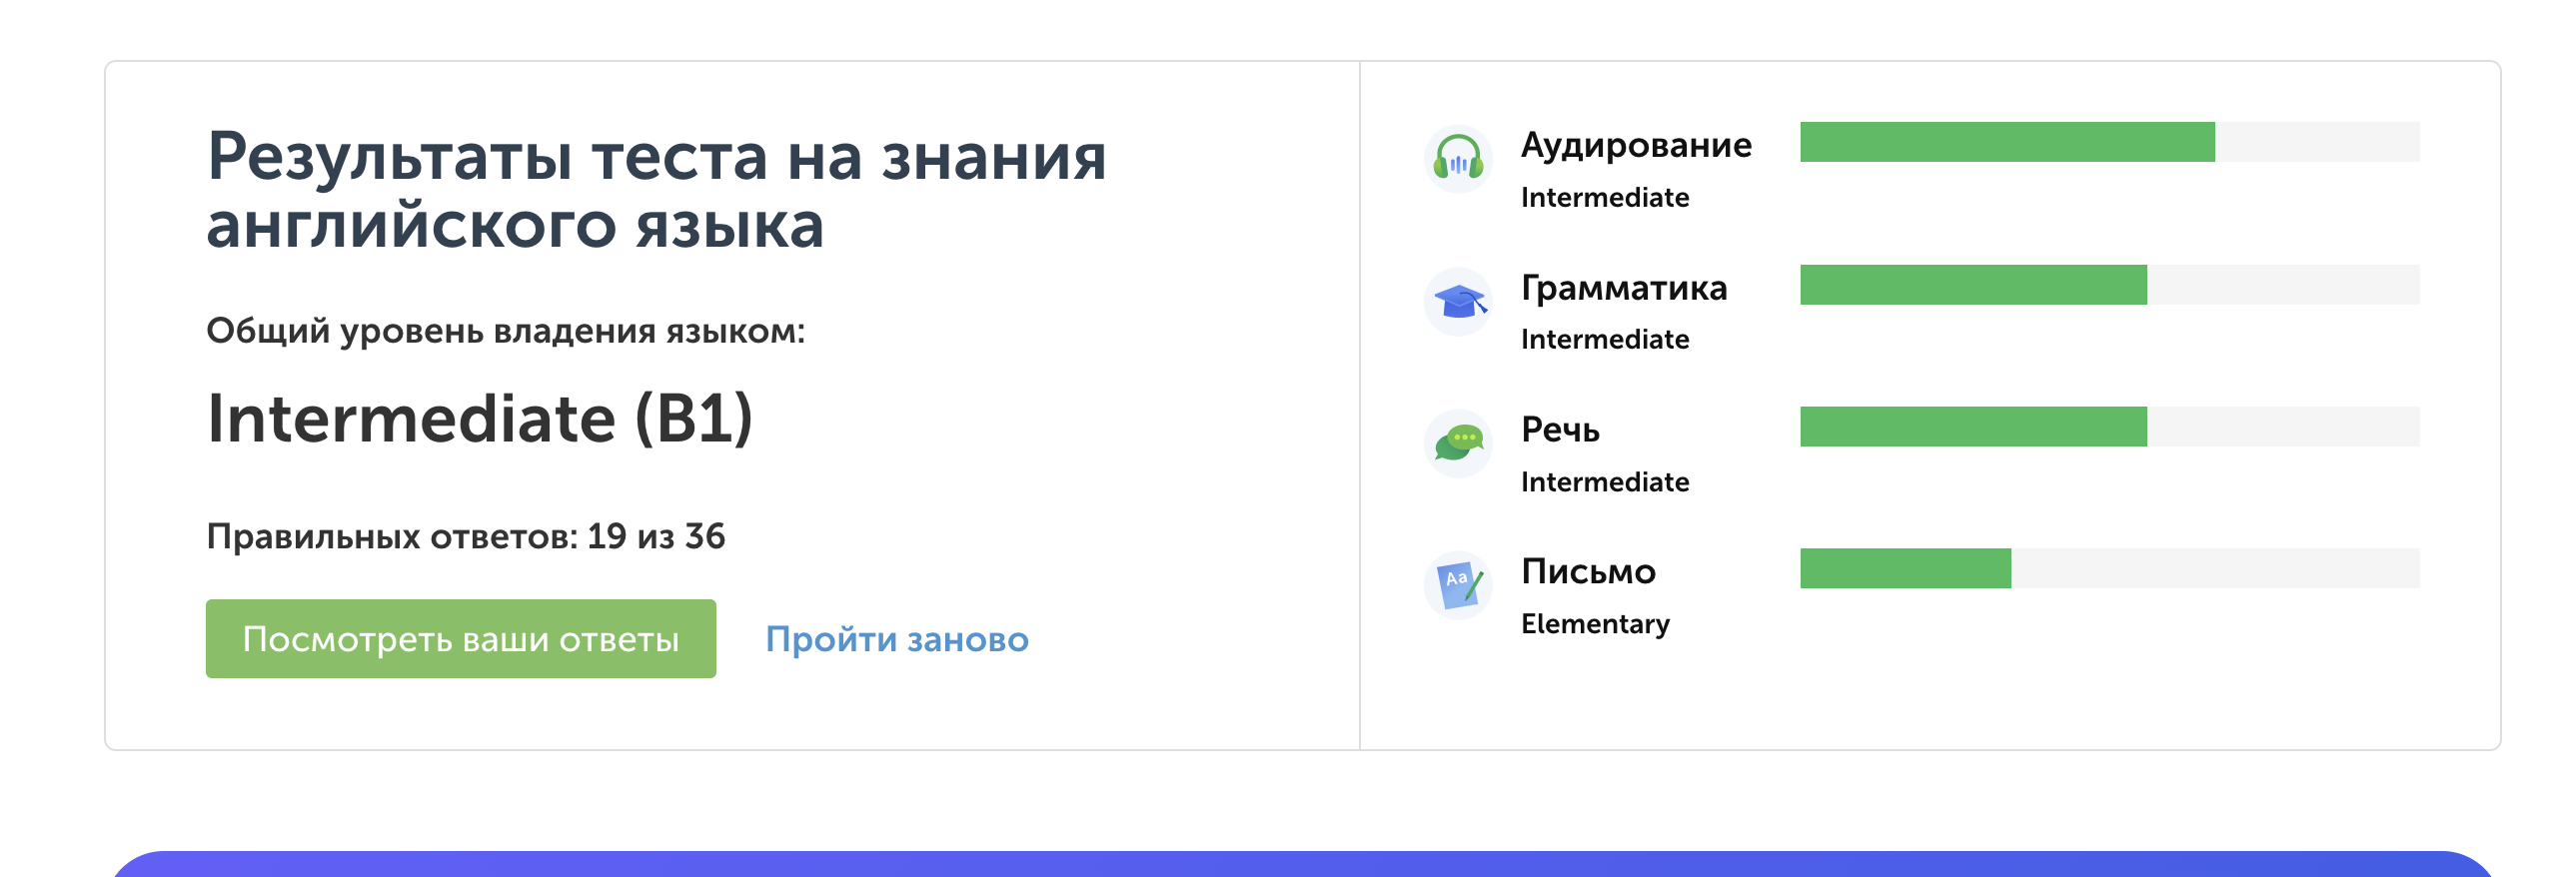 Результаты теста на знания
английского языка
Общий уровень владения языком:
Intermediate (B1)
Правильных ответов: 19 из 36
Посмотреть ваши ответы
Пройти заново
Аудирование
Intermediate
Грамматика
Intermediate
Речь
Intermediate
Aa
Письмо
Elementary